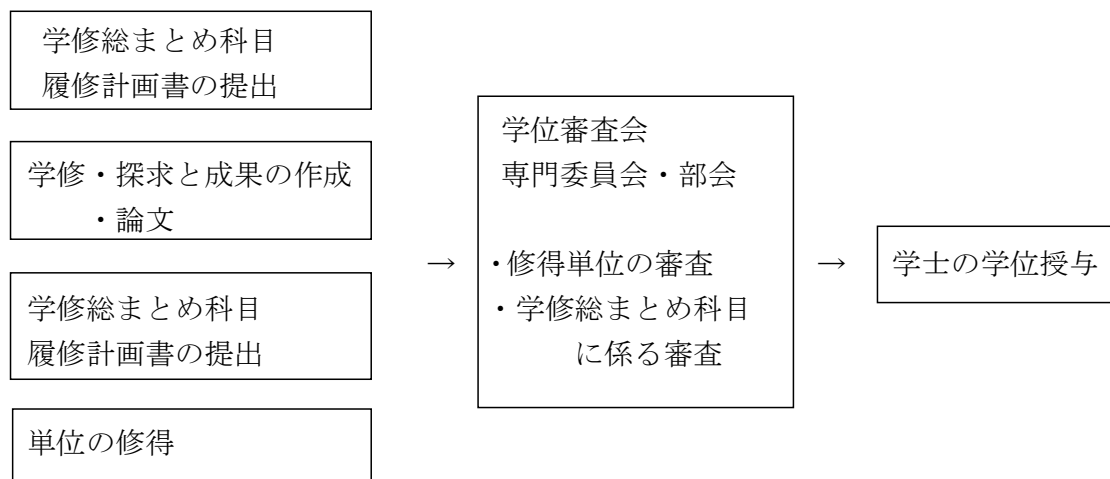 学修総まとめ科目
履修計画書の提出
学修・探求と成果の作成
・論文
学修総まとめ科目
履修計画書の提出
単位の修得
→
学位審査会
専門委員会・部会
・修得単位の審査
・学修総まとめ科目
に係る審査
→
学士の学位授与